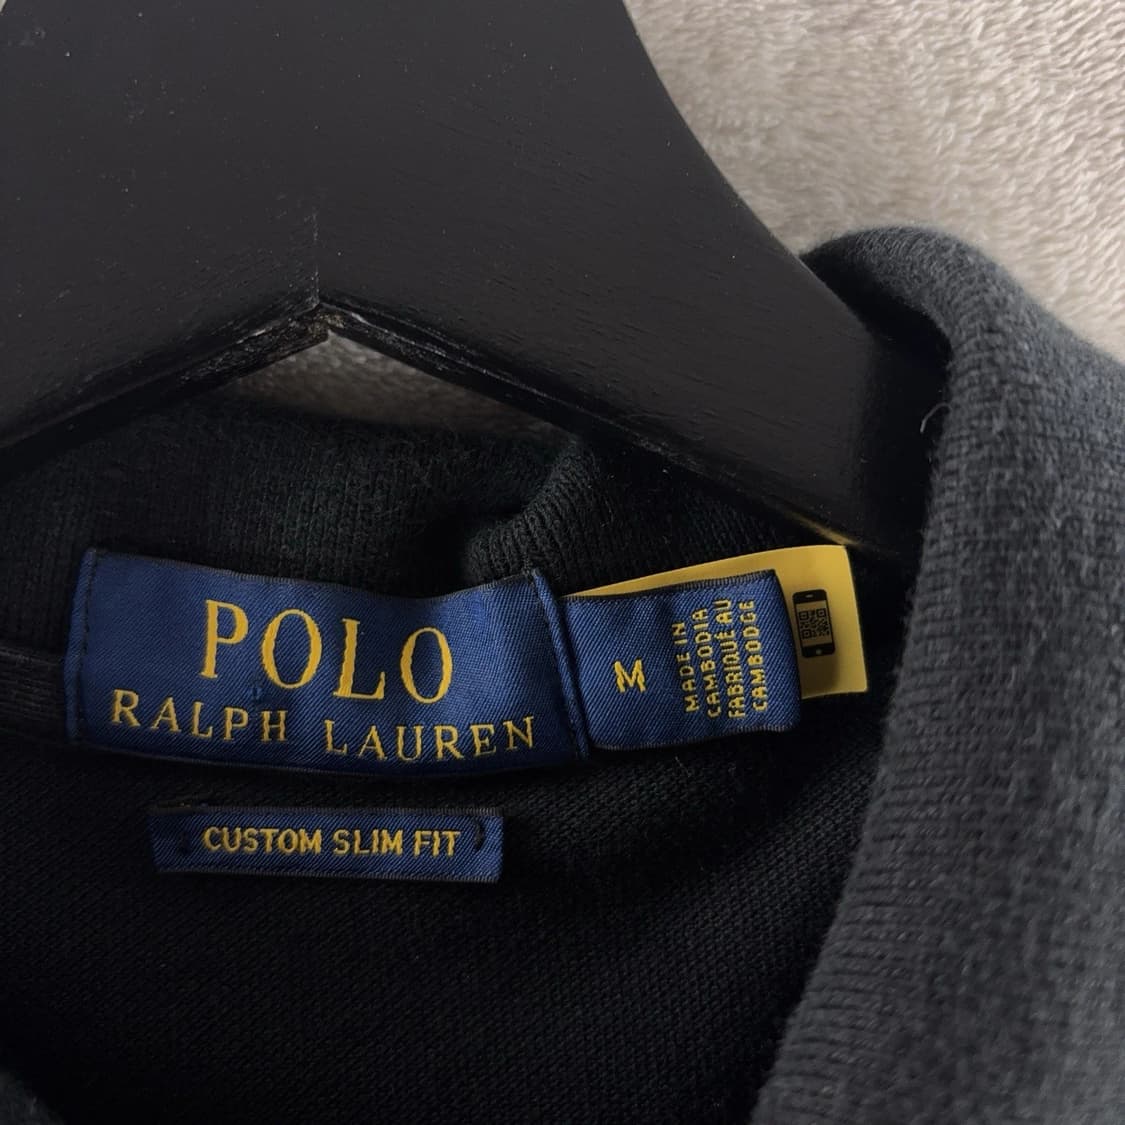 POLO
RALPH LAUREN
M
MADE IN
CAMBODIA
FABRIQUÉ AU
CAMBODGE
CUSTOM SLIM FIT